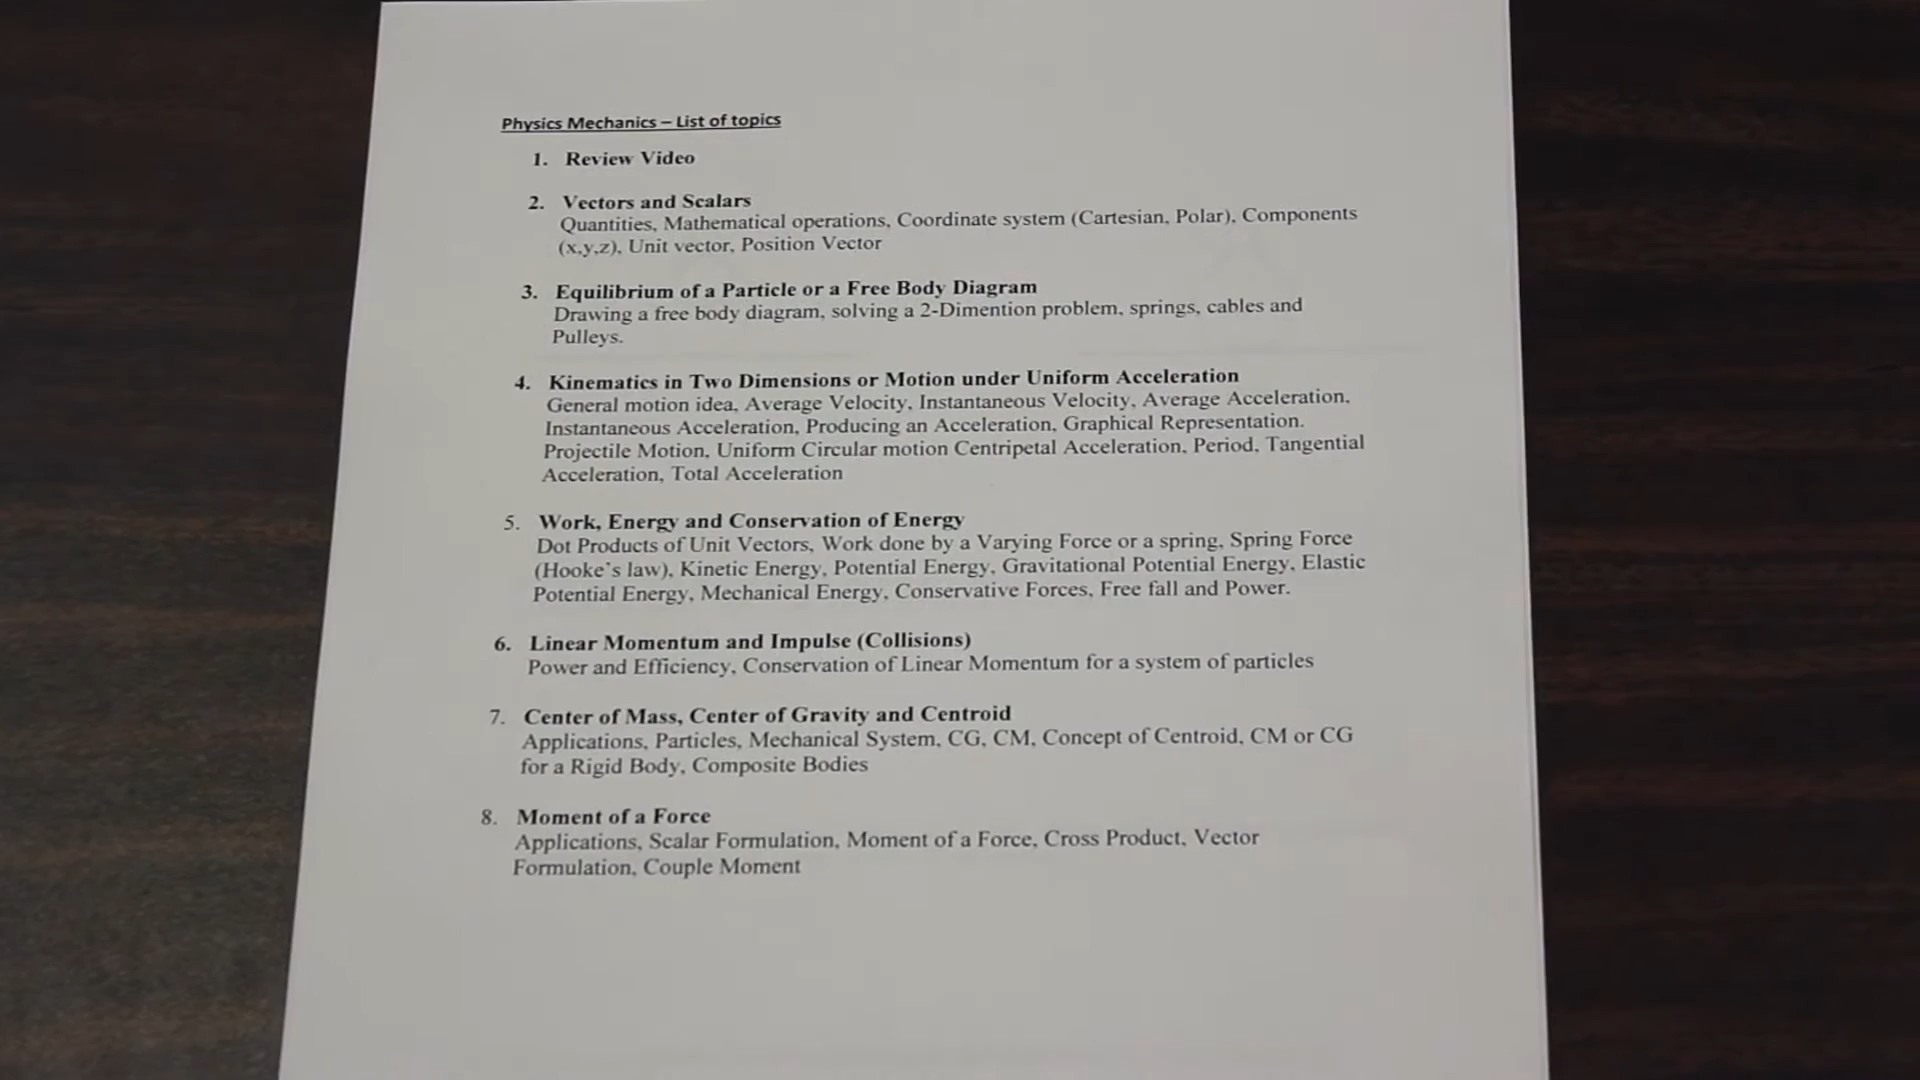 Physics Mechanics – List of topics
1. Review Video
2. Vectors and Scalars
Quantities, Mathematical operations, Coordinate system (Cartesian, Polar), Components
(x,y,z), Unit vector, Position Vector
3. Equilibrium of a Particle or a Free Body Diagram
Drawing a free body diagram, solving a 2-Dimention problem, springs, cables and
Pulleys.
4. Kinematics in Two Dimensions or Motion under Uniform Acceleration
General motion idea, Average Velocity, Instantaneous Velocity, Average Acceleration,
Instantaneous Acceleration, Producing an Acceleration, Graphical Representation.
Projectile Motion, Uniform Circular motion Centripetal Acceleration, Period, Tangential
Acceleration, Total Acceleration
5. Work, Energy and Conservation of Energy
Dot Products of Unit Vectors, Work done by a Varying Force or a spring, Spring Force
(Hooke's law), Kinetic Energy, Potential Energy, Gravitational Potential Energy, Elastic
Potential Energy, Mechanical Energy, Conservative Forces, Free fall and Power.
6. Linear Momentum and Impulse (Collisions)
Power and Efficiency, Conservation of Linear Momentum for a system of particles
7. Center of Mass, Center of Gravity and Centroid
Applications, Particles, Mechanical System, CG, CM, Concept of Centroid, CM or CG
for a Rigid Body, Composite Bodies
8. Moment of a Force
Applications, Scalar Formulation, Moment of a Force, Cross Product, Vector
Formulation, Couple Moment